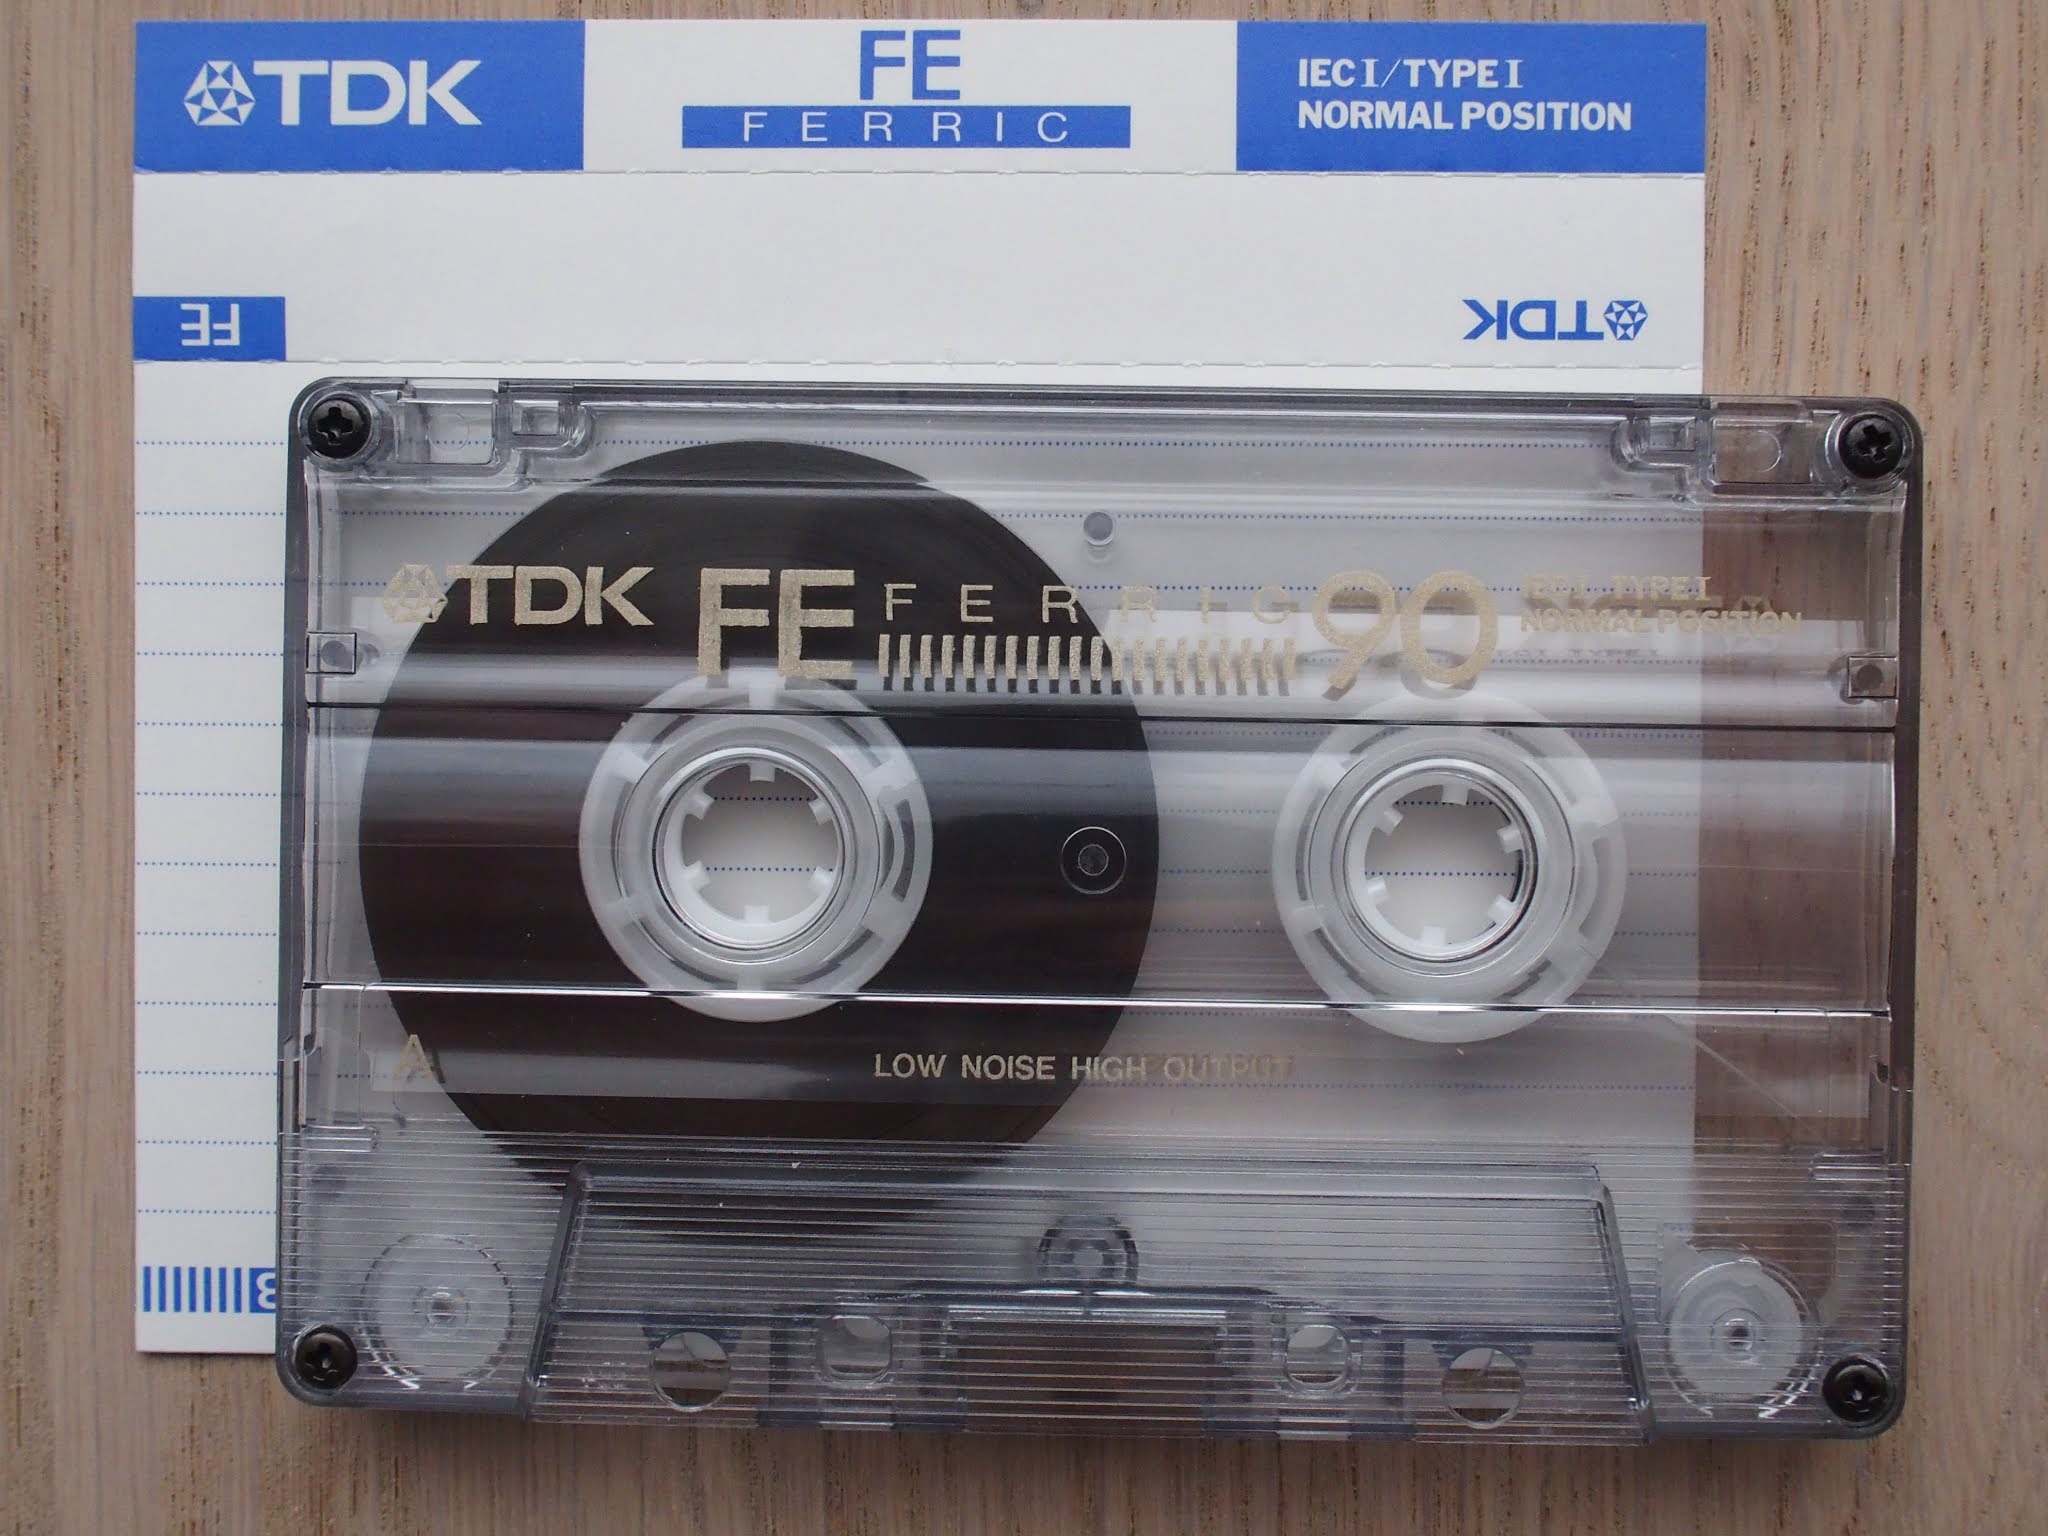 TDK
FE
FERRIC
IEC I/TYPE I
NORMAL POSITION
FE
TDK
TDK FE FERRIC 90 IEC I TYPE I
NORMAL POSITION
A
LOW NOISE HIGH OUTPUT
B